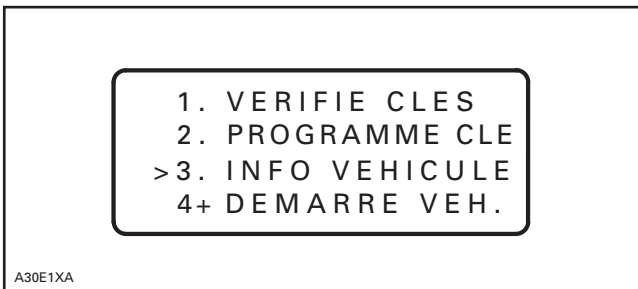 1. VERIFIE CLES
2. PROGRAMME CLE
>3. INFO VEHICULE
4+ DEMARRE VEH.
A30E1XA